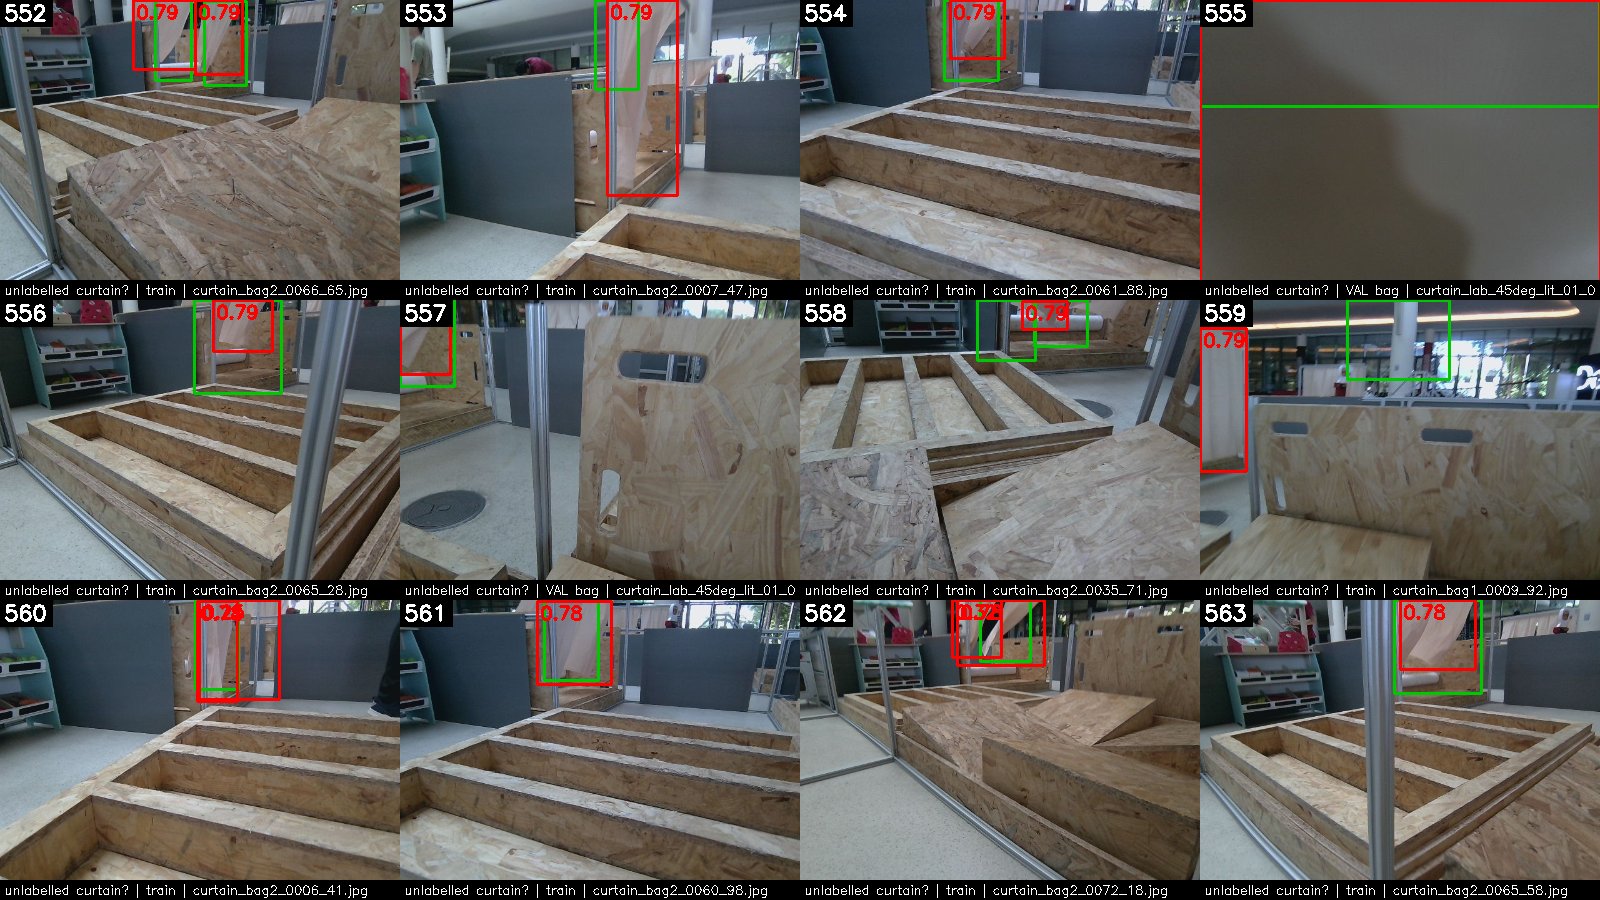 552
0.79
0.79
553
0.79
554
0.79
555
unlabelled curtain? | train | curtain_bag2_0066_65.jpg
unlabelled curtain? | train | curtain_bag2_0007_47.jpg
unlabelled curtain? | train | curtain_bag2_0061_88.jpg
unlabelled curtain? | VAL bag | curtain_lab_45deg_lit_01_0
556
0.79
557
558
0.79
559
0.79
unlabelled curtain? | train | curtain_bag2_0065_28.jpg
unlabelled curtain? | VAL bag | curtain_lab_45deg_lit_01_0
unlabelled curtain? | train | curtain_bag2_0035_71.jpg
unlabelled curtain? | train | curtain_bag1_0009_92.jpg
560
561
0.78
562
563
0.78
unlabelled curtain? | train | curtain_bag2_0006_41.jpg
unlabelled curtain? | train | curtain_bag2_0060_98.jpg
unlabelled curtain? | train | curtain_bag2_0072_18.jpg
unlabelled curtain? | train | curtain_bag2_0065_58.jpg